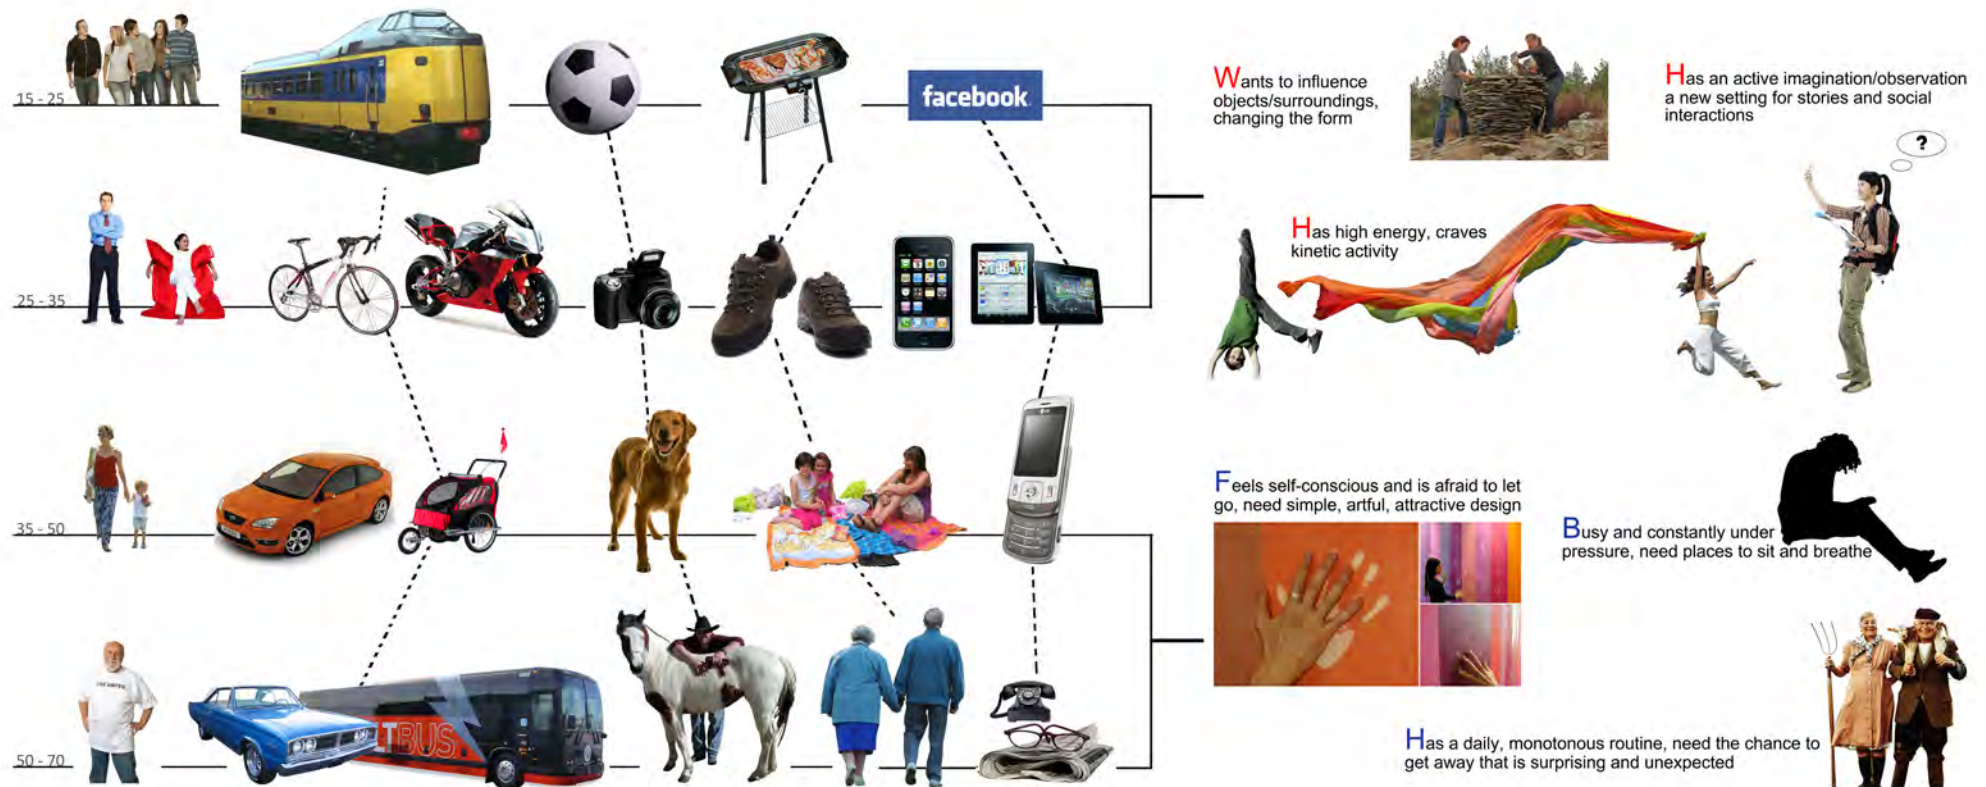 15 - 25
facebook
Wants to influence
objects/surroundings,
changing the form
Has an active imagination/observation
a new setting for stories and social
interactions
?
25 - 35
Has high energy, craves
kinetic activity
35 - 50
Feels self-conscious and is afraid to let
go, need simple, artful, attractive design
Busy and constantly under
pressure, need places to sit and breathe
50 - 70
LTBUS
Has a daily, monotonous routine, need the chance to
get away that is surprising and unexpected